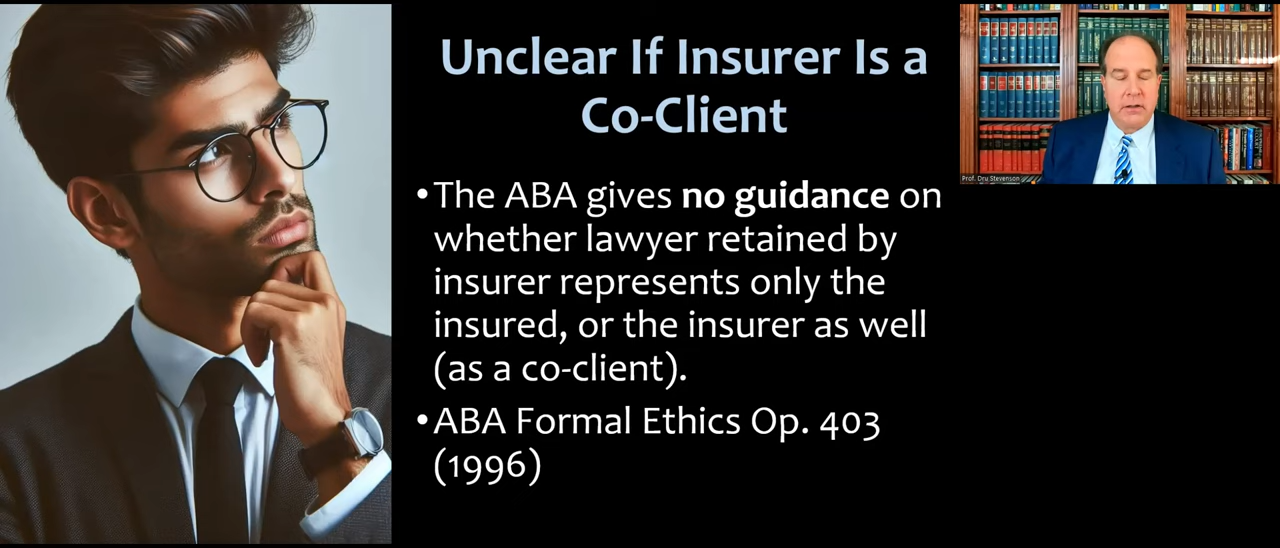 Unclear If Insurer Is a
Co-Client
•The ABA gives no guidance on
whether lawyer retained by
insurer represents only the
insured, or the insurer as well
(as a co-client).
•ABA Formal Ethics Op. 403
(1996)
Prof. Dru Stevenson